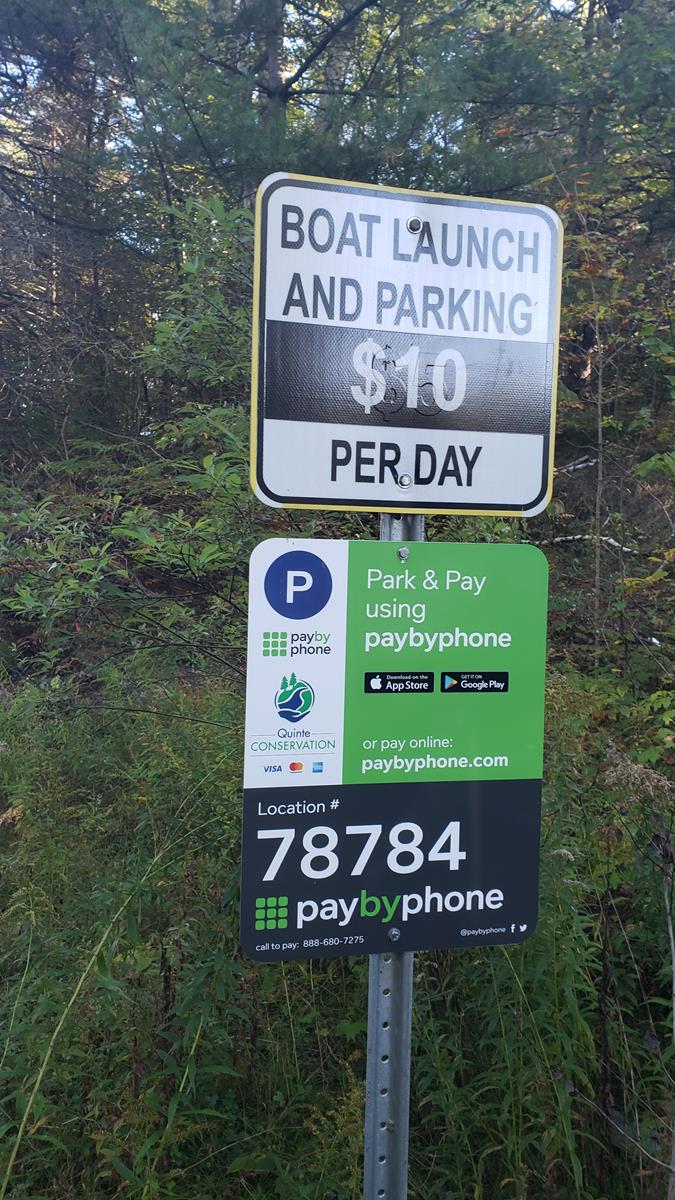 BOAT LAUNCH
AND PARKING
$10
PER DAY
P
pay by
phone
Quinte
CONSERVATION
VISA
Park & Pay
using
paybyphone
Download on the
App Store
GET IT ON
Google Play
or pay online:
paybyphone.com
Location #
78784
paybyphone
call to pay: 888-680-7275
@paybyphone